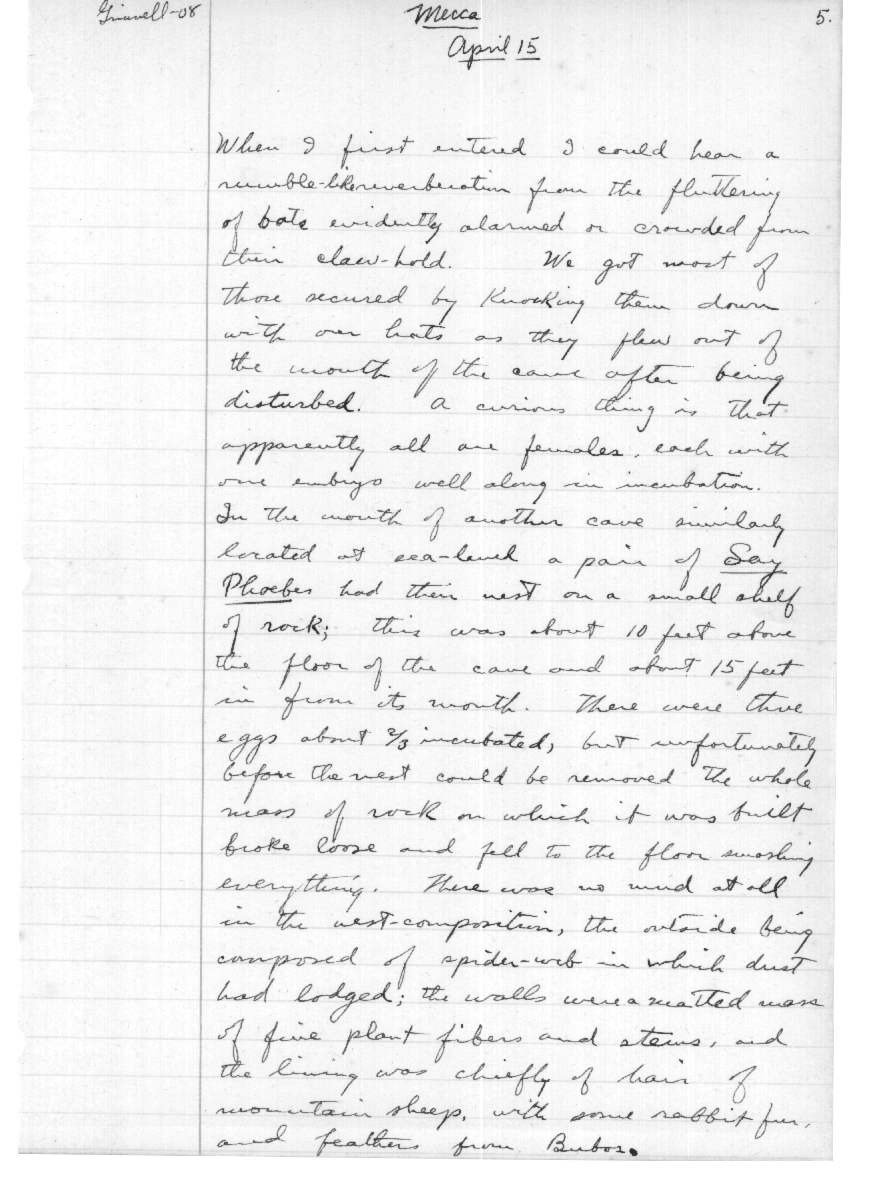 Grinnell-08
Mecca
5.
April 15
When I first entered I could hear a
rumble-like reverberation from the fluttering
of bats evidently alarmed or crowded from
their claw-hold. We got most of
those secured by knocking them down
with our hats as they flew out of
the mouth of the cave after being
disturbed. A curious thing is that
apparently all are females, each with
one embryo well along in incubation.
In the mouth of another cave similarly
located at sea-level a pair of Say
Phoebes had their nest on a small shelf
of rock; this was about 10 feet above
the floor of the cave and about 15 feet
in from its mouth. There were three
eggs about 2/3 incubated, but unfortunately
before the nest could be removed the whole
mass of rock on which it was built
broke loose and fell to the floor smashing
everything. There was no mud at all
in the nest-composition, the outside being
composed of spider-web in which dust
had lodged; the walls were a matted mass
of fine plant fibers and stems, and
the lining was chiefly of hair of
mountain sheep, with some rabbit fur,
and feathers from Bubos.